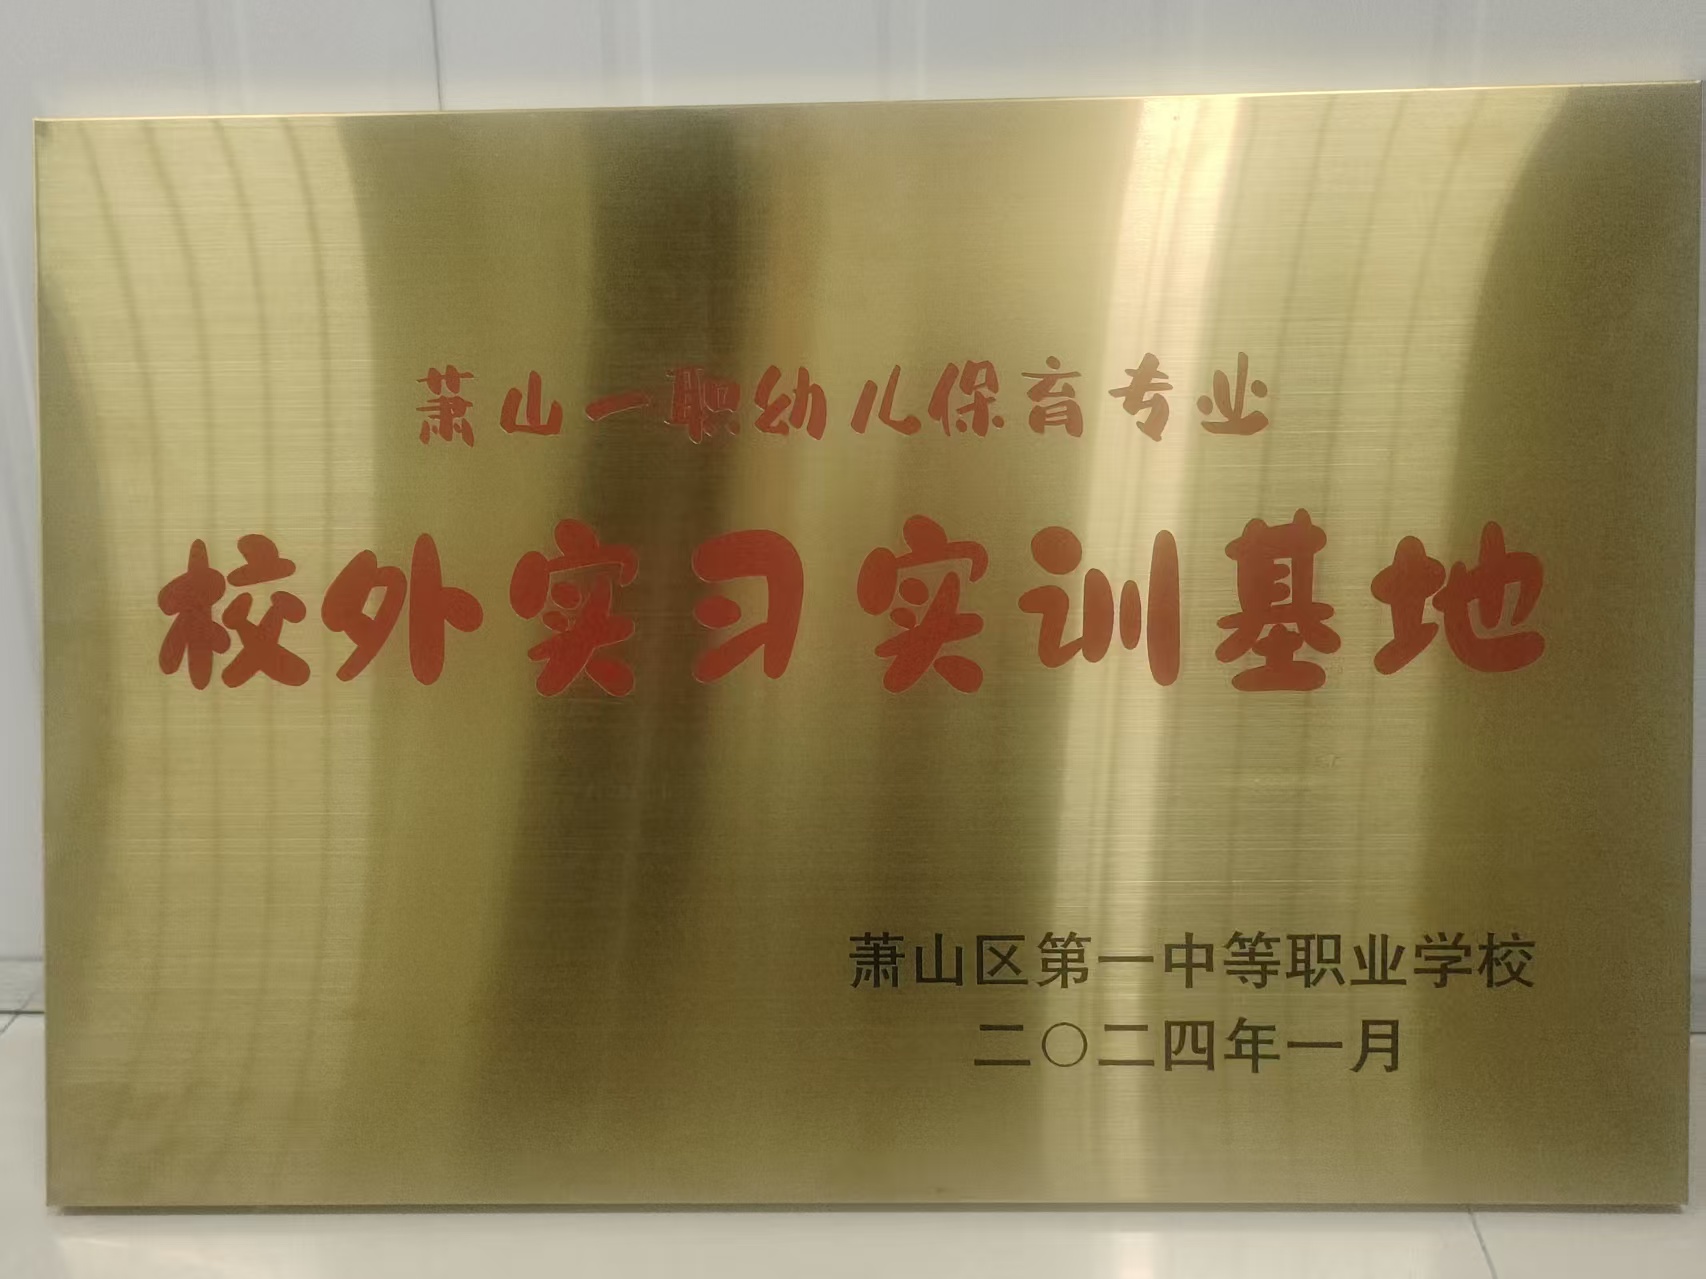 萧山一职幼儿保育专业
校外实习实训基地
萧山区第一中等职业学校
二〇二四年一月